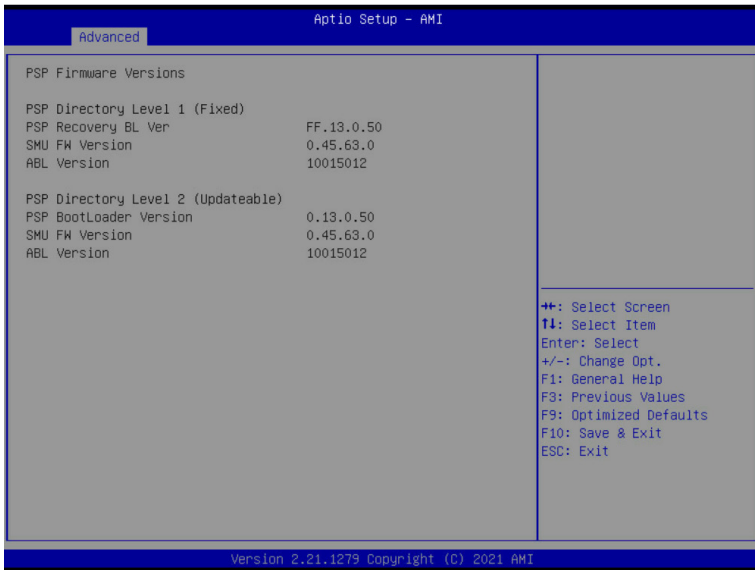 Aptio Setup – AMI
Advanced
PSP Firmware Versions
PSP Directory Level 1 (Fixed)
PSP Recovery BL Ver FF.13.0.50
SMU FW Version 0.45.63.0
ABL Version 10015012
PSP Directory Level 2 (Updateable)
PSP BootLoader Version 0.13.0.50
SMU FW Version 0.45.63.0
ABL Version 10015012
→←: Select Screen
↑↓: Select Item
Enter: Select
+/-: Change Opt.
F1: General Help
F3: Previous Values
F9: Optimized Defaults
F10: Save & Exit
ESC: Exit
Version 2.21.1279 Copyright (C) 2021 AMI